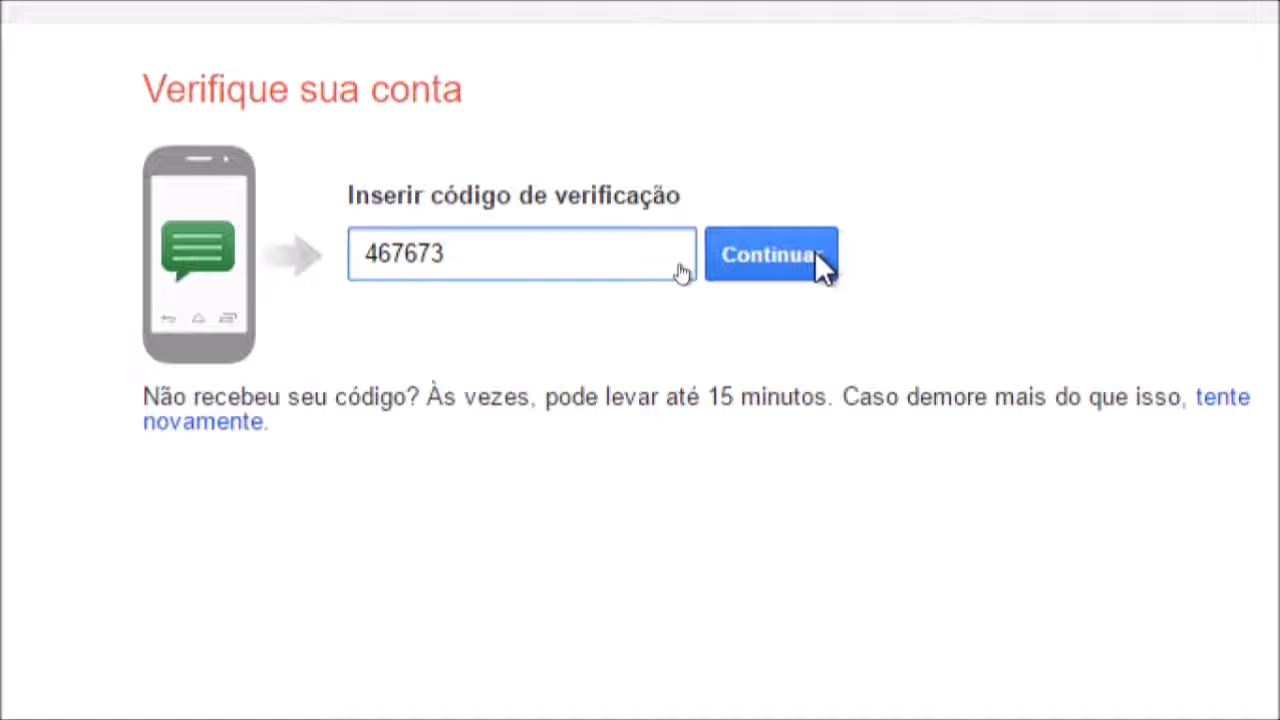 Verifique sua conta
Inserir código de verificação
467673
Continuar
Não recebeu seu código? Às vezes, pode levar até 15 minutos. Caso demore mais do que isso, tente
novamente.